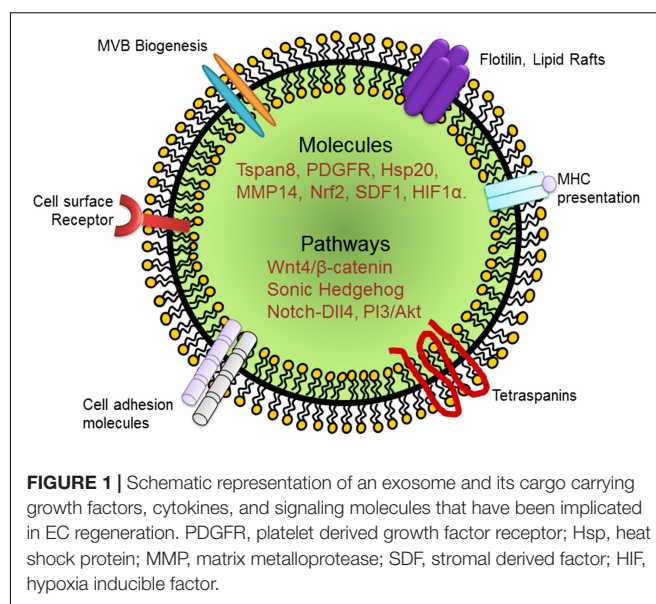 MVB Biogenesis
Flotilin, Lipid Rafts
Molecules
Tspan8, PDGFR, Hsp20,
MMP14, Nrf2, SDF1, HIF1α.
MHC
presentation
Cell surface
Receptor
Pathways
Wnt4/β-catenin
Sonic Hedgehog
Notch-Dll4, PI3/Akt
Cell adhesion
molecules
Tetraspanins
FIGURE 1 | Schematic representation of an exosome and its cargo carrying
growth factors, cytokines, and signaling molecules that have been implicated
in EC regeneration. PDGFR, platelet derived growth factor receptor; Hsp, heat
shock protein; MMP, matrix metalloprotease; SDF, stromal derived factor; HIF,
hypoxia inducible factor.